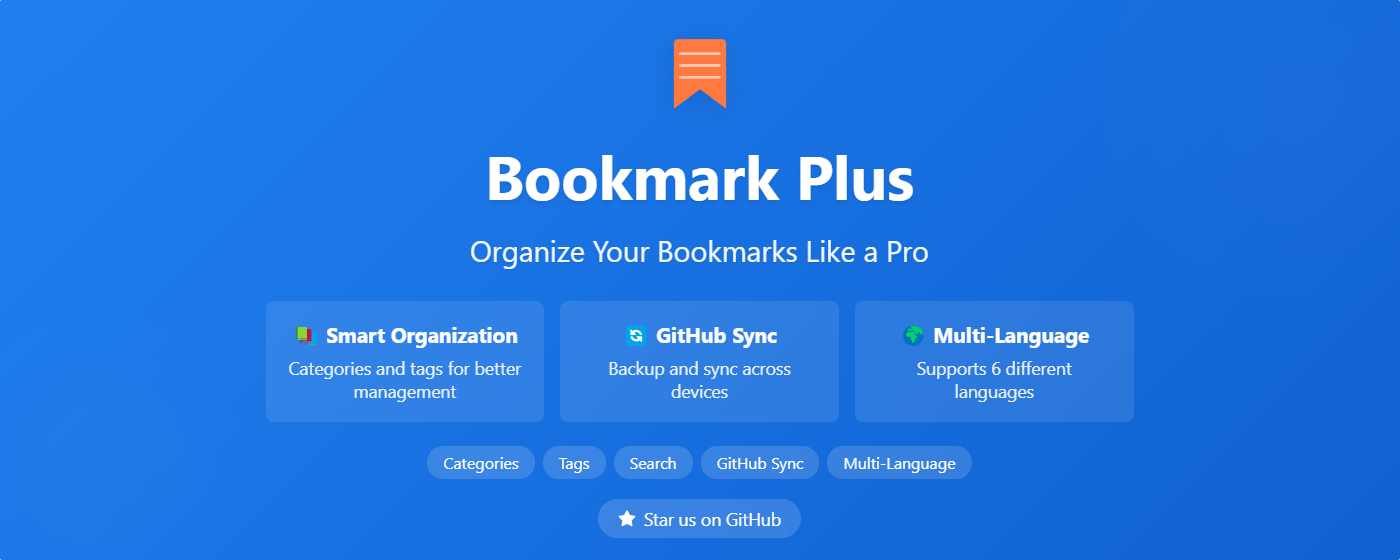 Bookmark Plus
Organize Your Bookmarks Like a Pro
Smart Organization
Categories and tags for better
management
GitHub Sync
Backup and sync across
devices
Multi-Language
Supports 6 different
languages
Categories
Tags
Search
GitHub Sync
Multi-Language
Star us on GitHub